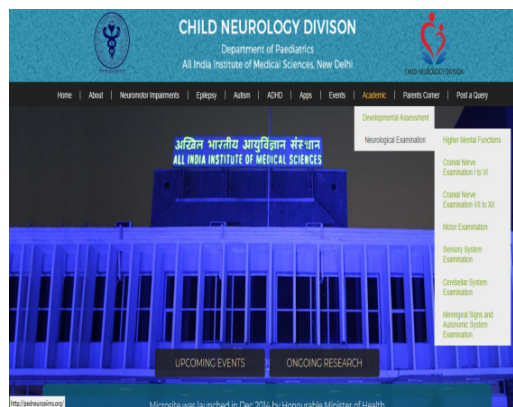 CHILD NEUROLOGY DIVISON
Department of Paediatrics
All India Institute of Medical Sciences, New Delhi
CHILD NEUROLOGY DIVISION
Home | About | Neuromotor Impairments | Epilepsy | Autism | ADHD | Apps | Events | Academic | Parents Corner | Post a Query
Developmental Assessment
Neurological Examination
Higher Mental Functions
Cranial Nerve
Examination I to VI
Cranial Nerve
Examination VII to XII
Motor Examination
Sensory System
Examination
Cerebellar System
Examination
Meningeal Signs and
Autonomic System
Examination
अखिल भारतीय आयुर्विज्ञान संस्थान
ALL INDIA INSTITUTE OF MEDICAL SCIENCES
UPCOMING EVENTS
ONGOING RESEARCH
http://pedneuroaiims.org/
Microsite was launched in Dec 2014 by Honourable Minister of Health